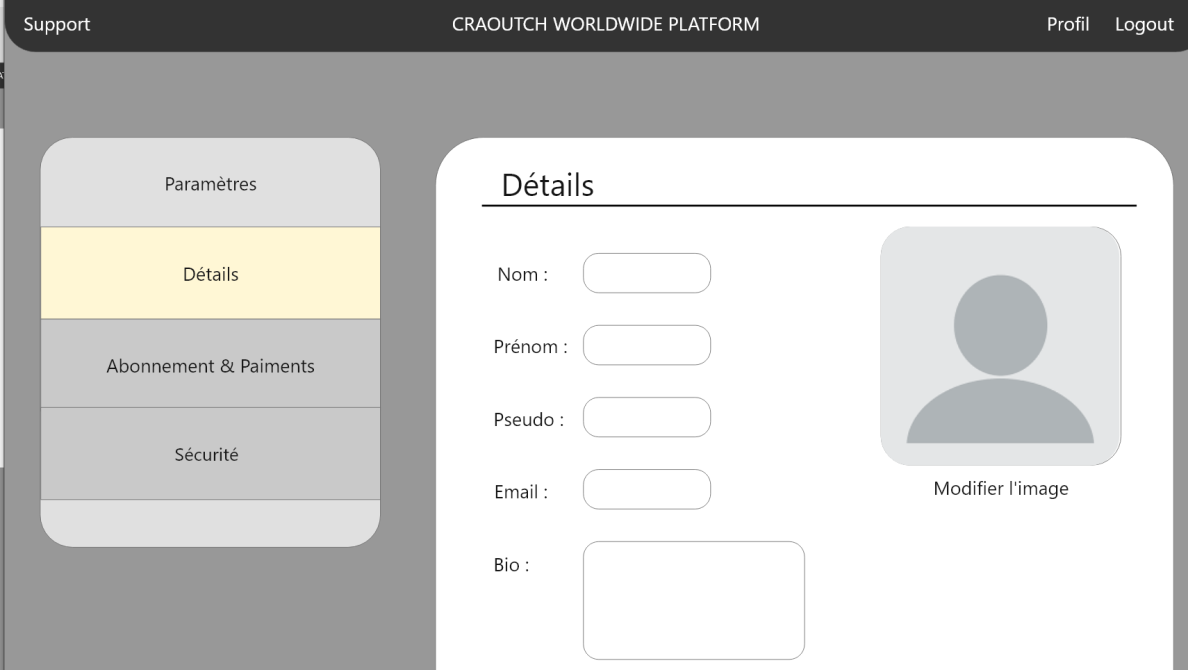 Support
CRAOUTCH WORLDWIDE PLATFORM
Profil
Logout
Paramètres
Détails
Abonnement & Paiments
Sécurité
Détails
Nom :
Prénom :
Pseudo :
Email :
Bio :
Modifier l'image